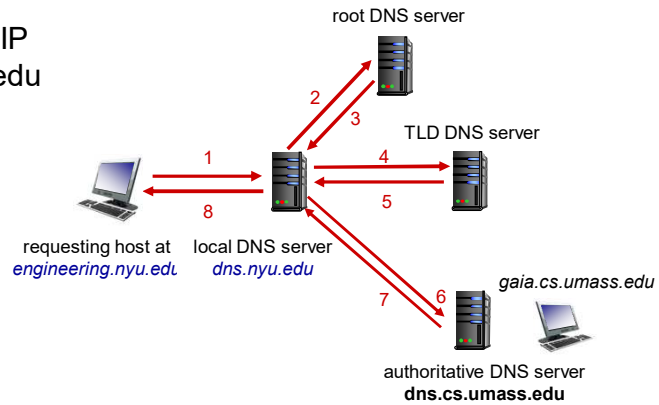 IP
edu
root DNS server
2
3
TLD DNS server
1
4
5
8
requesting host at
engineering.nyu.edu
local DNS server
dns.nyu.edu
gaia.cs.umass.edu
6
7
authoritative DNS server
dns.cs.umass.edu